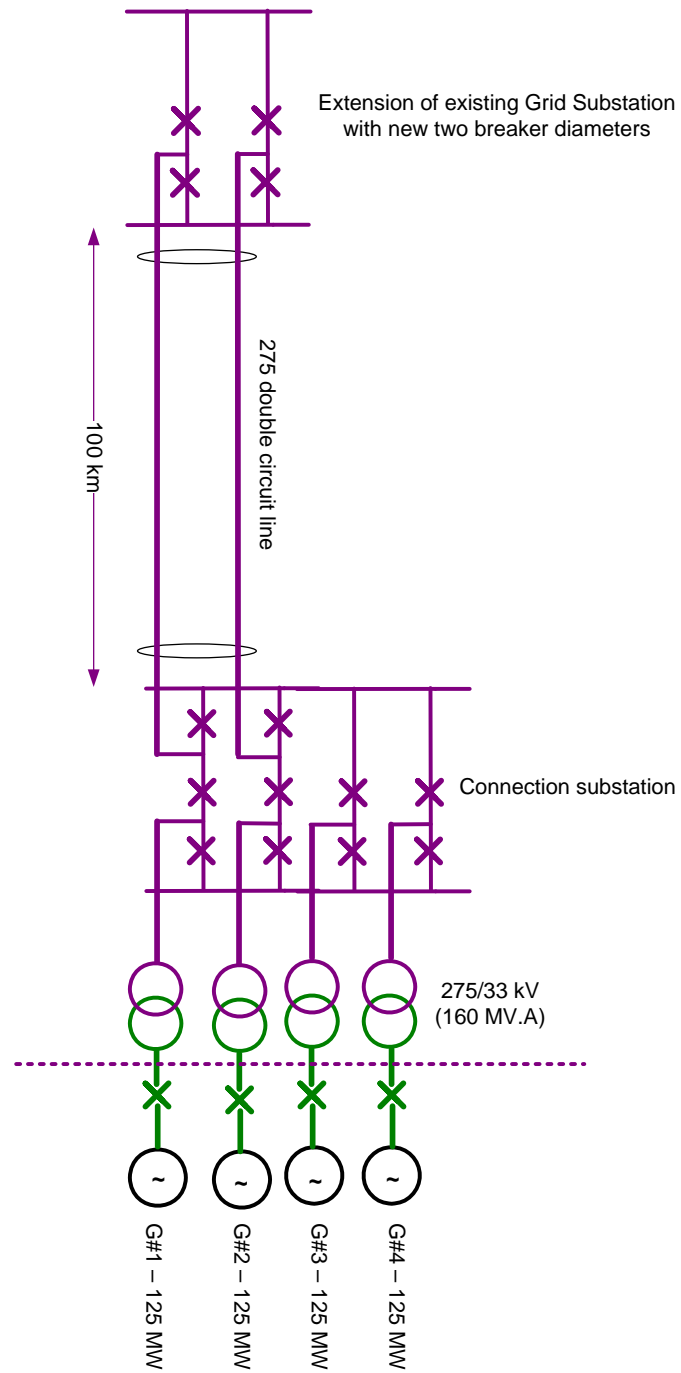 Extension of existing Grid Substation
with new two breaker diameters
275 double circuit line
100 km
Connection substation
275/33 kV
(160 MV.A)
~
~
~
~
G#1 – 125 MW
G#2 – 125 MW
G#3 – 125 MW
G#4 – 125 MW